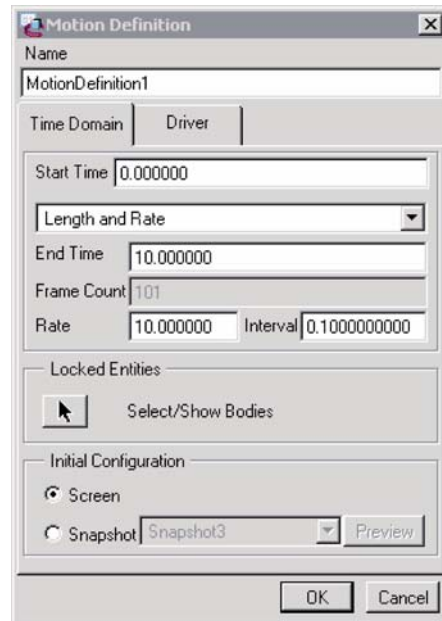 Motion Definition
Name
MotionDefinition1
Time Domain Driver
Start Time 0.000000
Length and Rate
End Time 10.000000
Frame Count 101
Rate 10.000000 Interval 0.1000000000
Locked Entities
Select/Show Bodies
Initial Configuration
Screen
Snapshot Snapshot3 Preview
OK Cancel